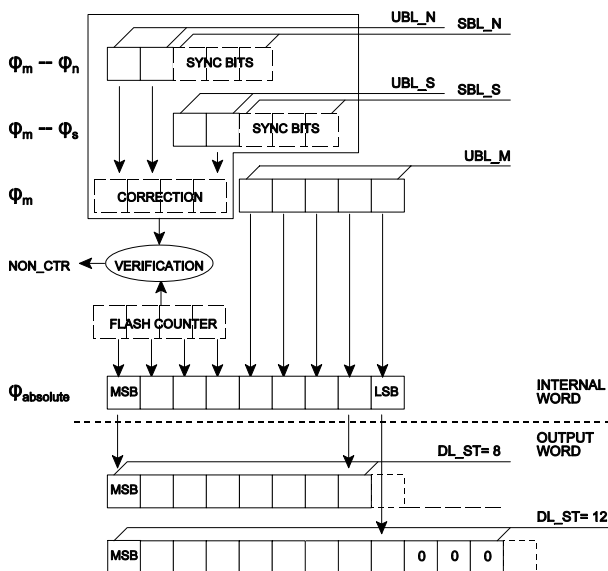 UBL_N
SBL_N
φm – φn
SYNC BITS
UBL_S
SBL_S
φm – φs
SYNC BITS
UBL_M
φm
CORRECTION
NON_CTR
VERIFICATION
FLASH COUNTER
φabsolute
MSB
LSB
INTERNAL
WORD
OUTPUT
WORD
DL_ST= 8
MSB
DL_ST= 12
MSB
0 0 0